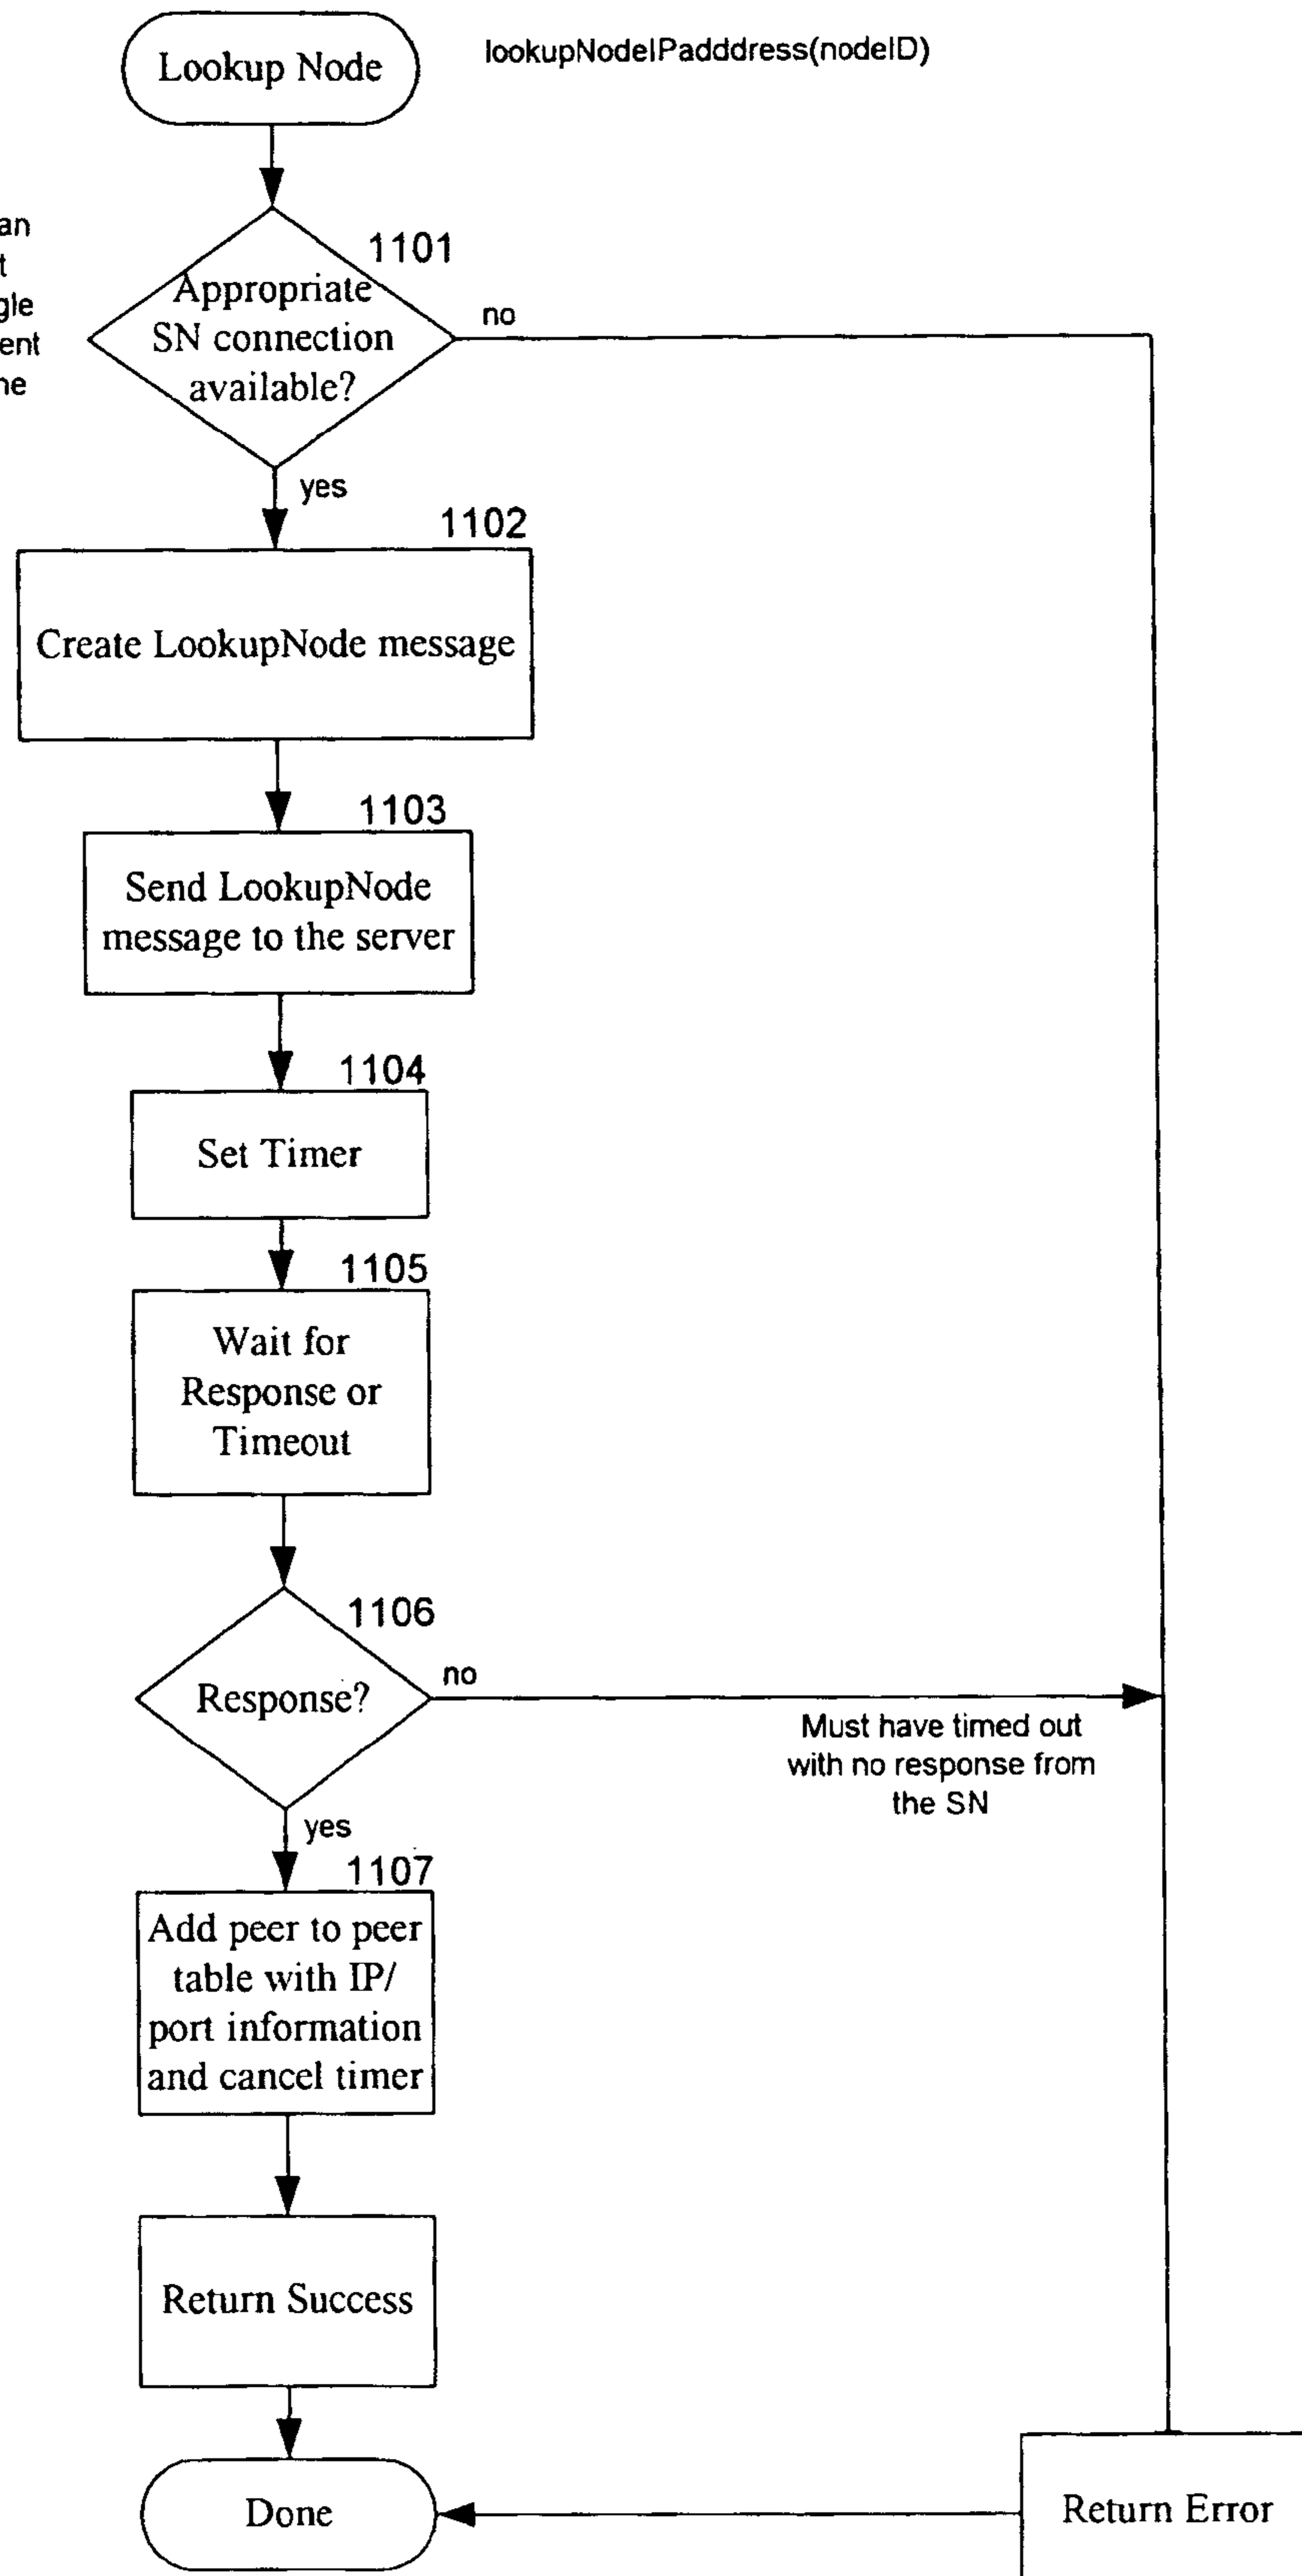 Lookup Node
lookupNodeIPadddress(nodeID)
1101
Appropriate
SN connection
available?
no
yes
1102
Create LookupNode message
1103
Send LookupNode
message to the server
1104
Set Timer
1105
Wait for
Response or
Timeout
1106
Response?
no
Must have timed out
with no response from
the SN
yes
1107
Add peer to peer
table with IP/
port information
and cancel timer
Return Success
Done
Return Error